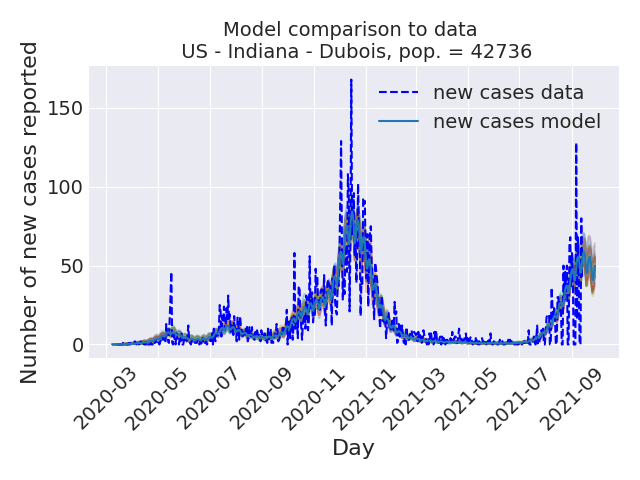 Model comparison to data
US - Indiana - Dubois, pop. = 42736
Number of new cases reported
150
100
50
0
new cases data
new cases model
2020-03
2020-05
2020-07
2020-09
2020-11
2021-01
2021-03
2021-05
2021-07
2021-09
Day